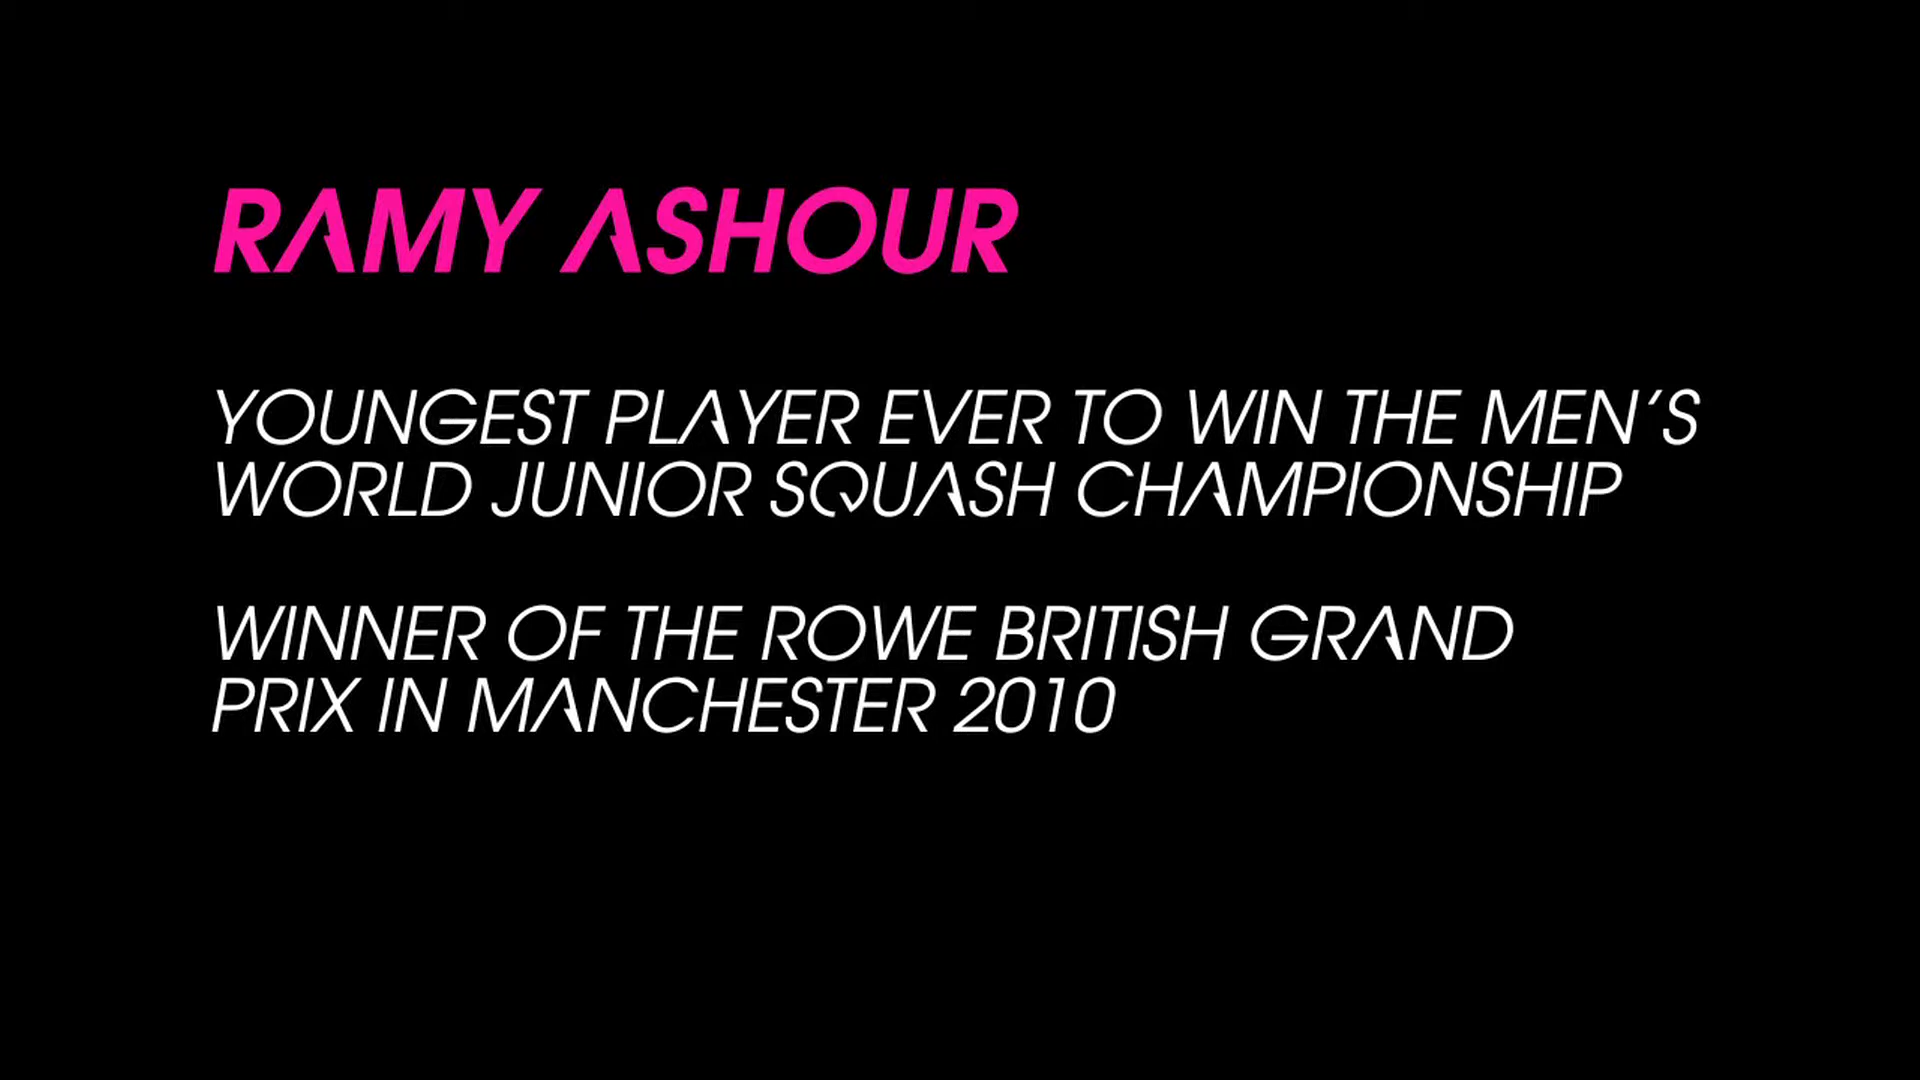 RAMY ASHOUR
YOUNGEST PLAYER EVER TO WIN THE MEN'S
WORLD JUNIOR SQUASH CHAMPIONSHIP
WINNER OF THE ROWE BRITISH GRAND
PRIX IN MANCHESTER 2010